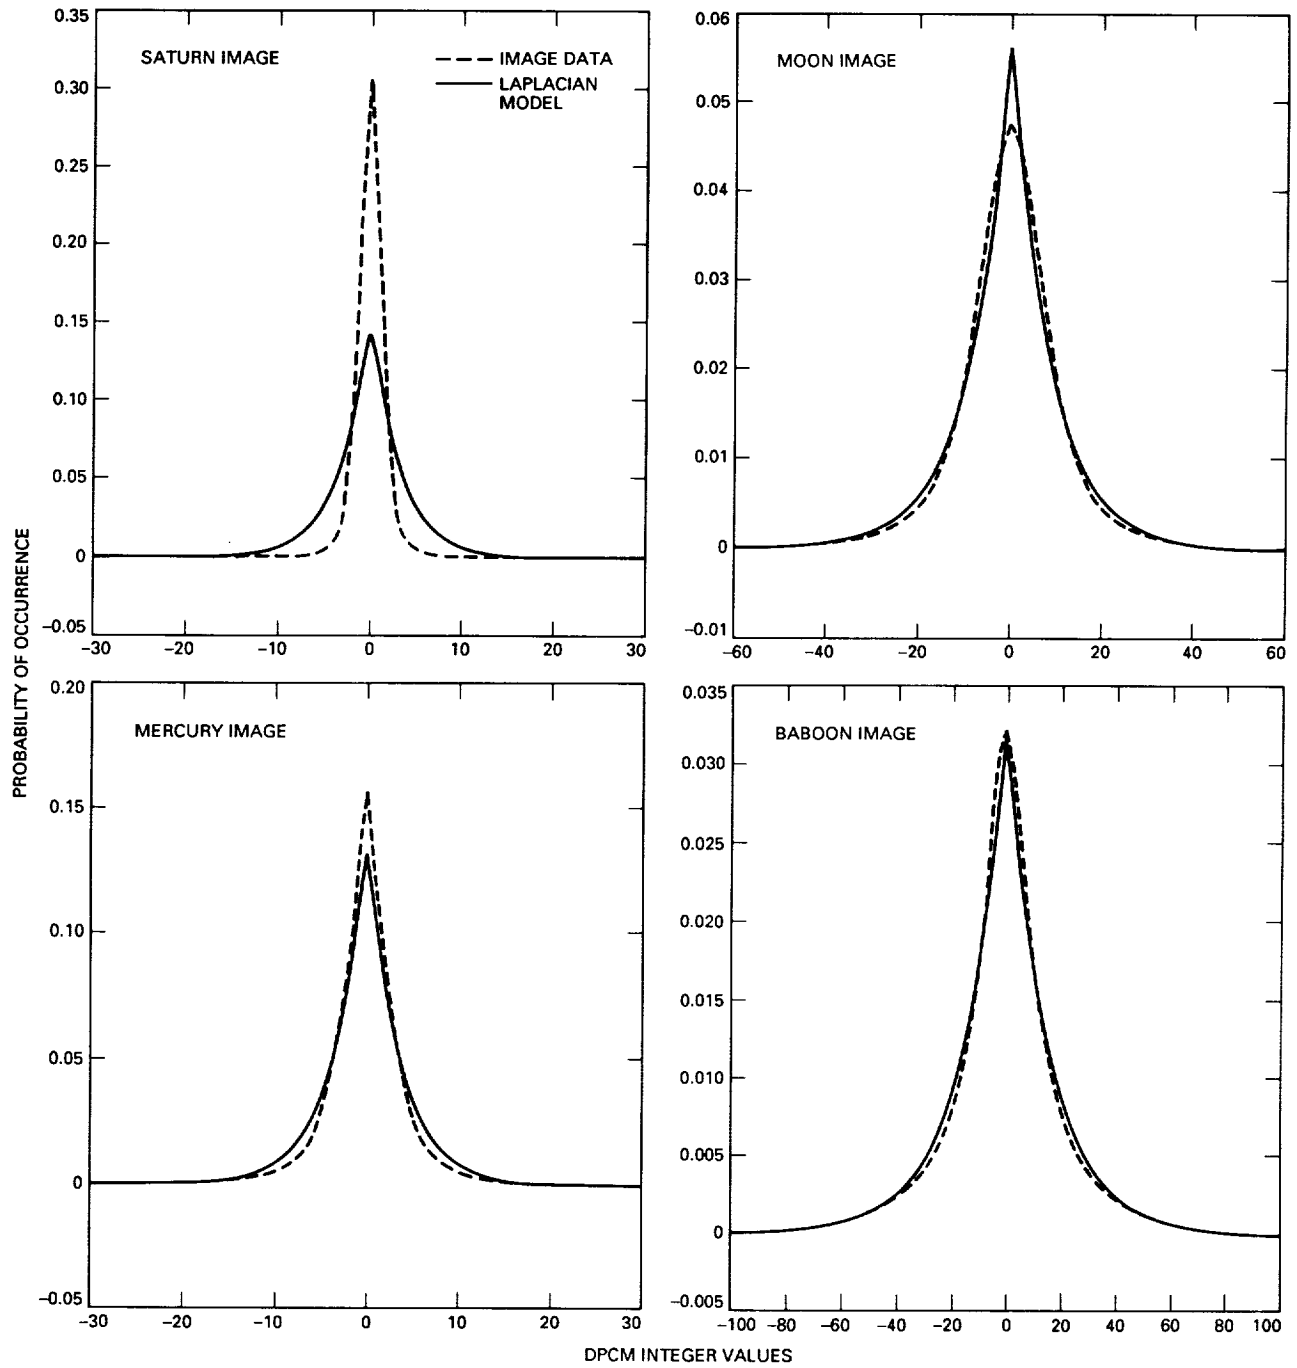 SATURN IMAGE
IMAGE DATA
LAPLACIAN
MODEL
0.35
0.30
0.25
0.20
0.15
0.10
0.05
0
−0.05
−30 −20 −10 0 10 20 30
MOON IMAGE
0.06
0.05
0.04
0.03
0.02
0.01
0
−0.01
−60 −40 −20 0 20 40 60
PROBABILITY OF OCCURRENCE
MERCURY IMAGE
0.20
0.15
0.10
0.05
0
−0.05
−30 −20 −10 0 10 20 30
BABOON IMAGE
0.035
0.030
0.025
0.020
0.015
0.010
0.005
0
−0.005
−100 −80 −60 −40 −20 0 20 40 60 80 100
DPCM INTEGER VALUES